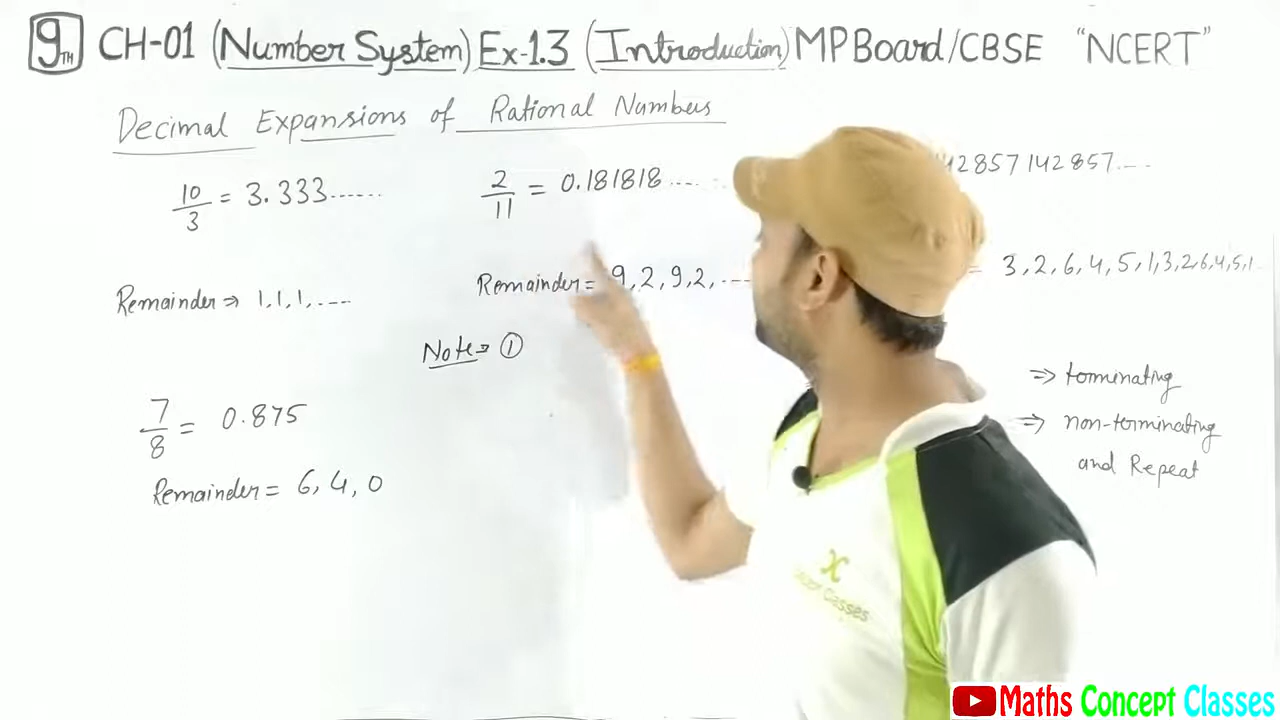 9TH CH-01 (Number System) Ex-1.3 (Introduction) MP Board/CBSE "NCERT"
Decimal Expansions of Rational Numbers
10/3 = 3.333......
2/11 = 0.181818....
42857142857.....
Remainder ⇒ 1,1,1,....
Remainder = 9,2,9,2,....
= 3,2,6,4,5,1,3,2,6,4,5,1..
Note ⇒ ①
7/8 = 0.875
Remainder = 6,4,0
⇒ terminating
⇒ non-terminating
and Repeat
Classes
Maths Concept Classes